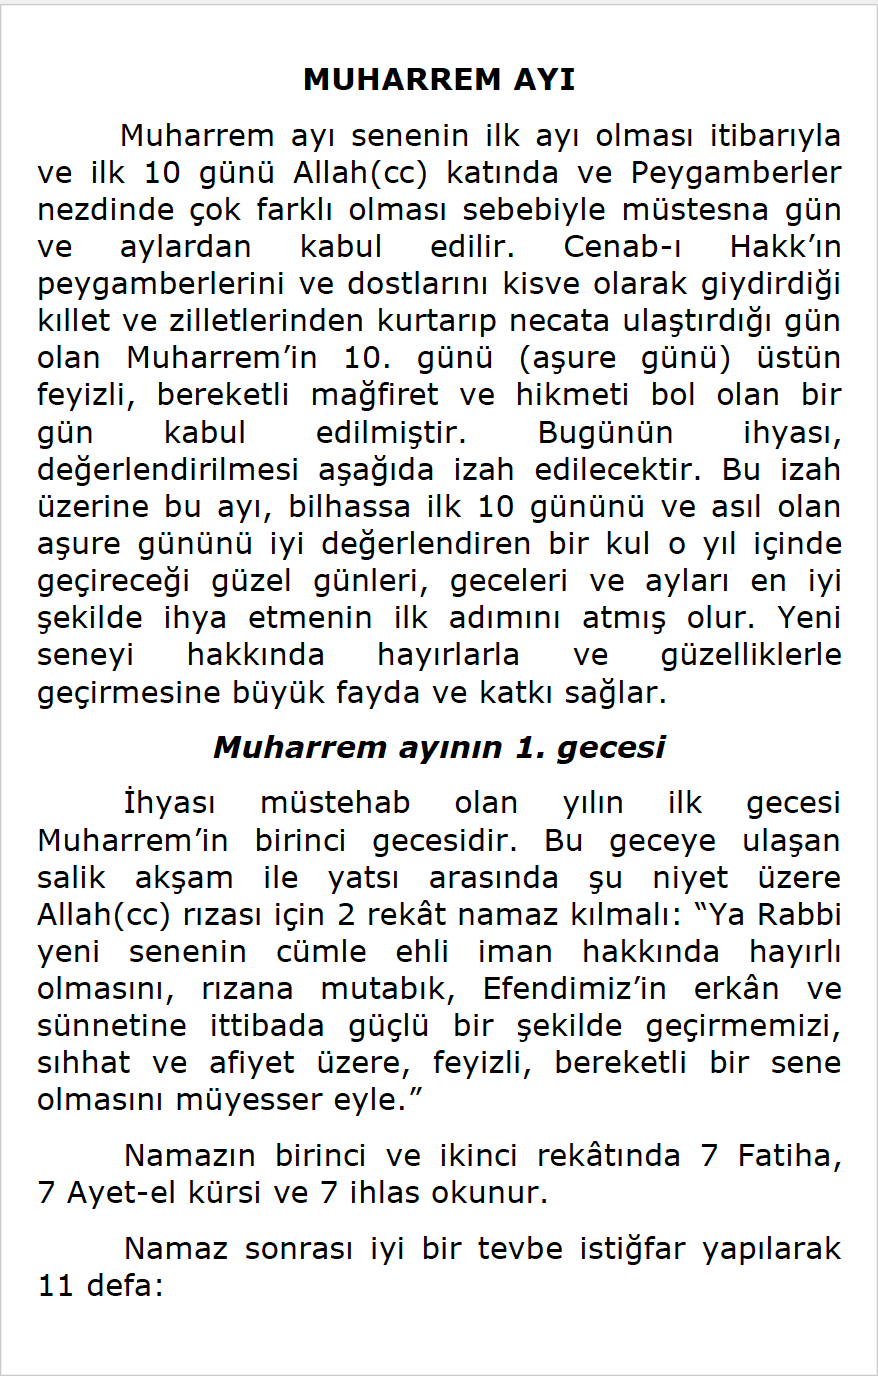 MUHARREM AYI
Muharrem ayı senenin ilk ayı olması itibarıyla
ve ilk 10 günü Allah(cc) katında ve Peygamberler
nezdinde çok farklı olması sebebiyle müstesna gün
ve aylardan kabul edilir. Cenab-ı Hakk’ın
peygamberlerini ve dostlarını kisve olarak giydirdiği
kıllet ve zilletlerinden kurtarıp necata ulaştırdığı gün
olan Muharrem’in 10. günü (aşure günü) üstün
feyizli, bereketli mağfiret ve hikmeti bol olan bir
gün kabul edilmiştir. Bugünün ihyası,
değerlendirilmesi aşağıda izah edilecektir. Bu izah
üzerine bu ayı, bilhassa ilk 10 gününü ve asıl olan
aşure gününü iyi değerlendiren bir kul o yıl içinde
geçireceği güzel günleri, geceleri ve ayları en iyi
şekilde ihya etmenin ilk adımını atmış olur. Yeni
seneyi hakkında hayırlarla ve güzelliklerle
geçirmesine büyük fayda ve katkı sağlar.
Muharrem ayının 1. gecesi
İhyası müstehab olan yılın ilk gecesi
Muharrem’in birinci gecesidir. Bu geceye ulaşan
salik akşam ile yatsı arasında şu niyet üzere
Allah(cc) rızası için 2 rekât namaz kılmalı: “Ya Rabbi
yeni senenin cümle ehli iman hakkında hayırlı
olmasını, rızana mutabık, Efendimiz’in erkân ve
sünnetine ittibada güçlü bir şekilde geçirmemizi,
sıhhat ve afiyet üzere, feyizli, bereketli bir sene
olmasını müyesser eyle.”
Namazın birinci ve ikinci rekâtında 7 Fatiha,
7 Ayet-el kürsi ve 7 ihlas okunur.
Namaz sonrası iyi bir tevbe istiğfar yapılarak
11 defa: